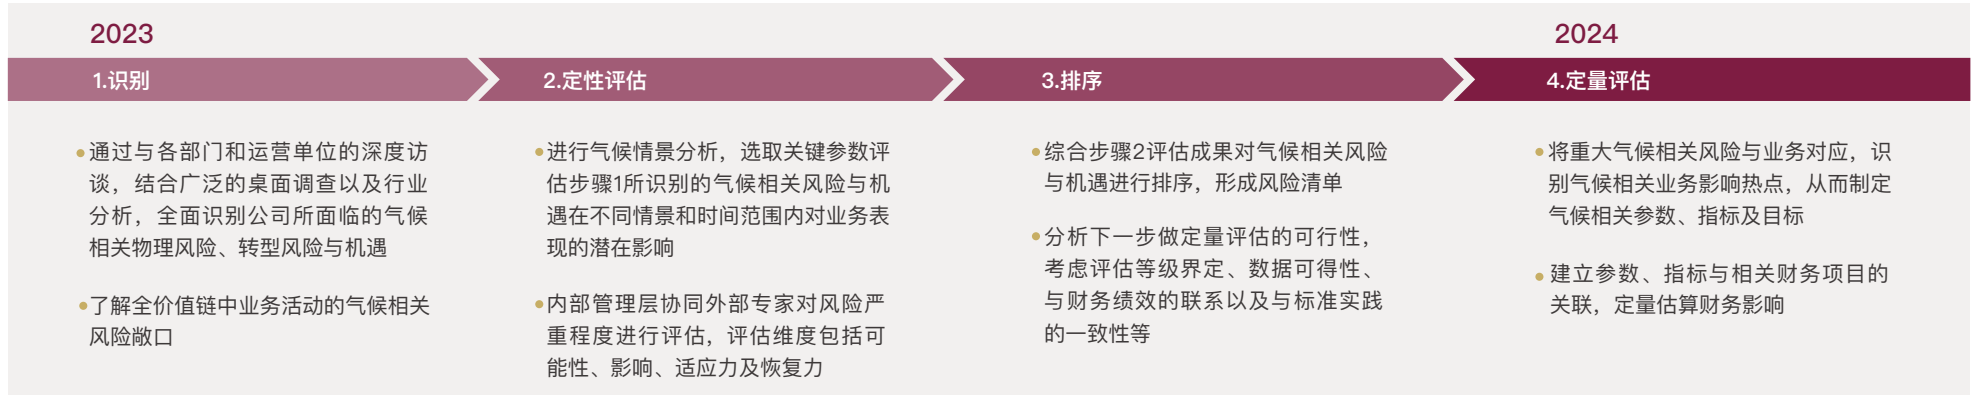 2023
2024
1.识别
2.定性评估
3.排序
4.定量评估
通过与各部门和运营单位的深度访
谈，结合广泛的桌面调查以及行业
分析，全面识别公司所面临的气候
相关物理风险、转型风险与机遇
了解全价值链中业务活动的气候相关
风险敞口
进行气候情景分析，选取关键参数评
估步骤1所识别的气候相关风险与机
遇在不同情景和时间范围内对业务表
现的潜在影响
内部管理层协同外部专家对风险严
重程度进行评估，评估维度包括可
能性、影响、适应力及恢复力
综合步骤2评估成果对气候相关风险
与机遇进行排序，形成风险清单
分析下一步做定量评估的可行性，
考虑评估等级界定、数据可得性、
与财务绩效的联系以及与标准实践
的一致性等
将重大气候相关风险与业务对应，识
别气候相关业务影响热点，从而制定
气候相关参数、指标及目标
建立参数、指标与相关财务项目的
关联，定量估算财务影响